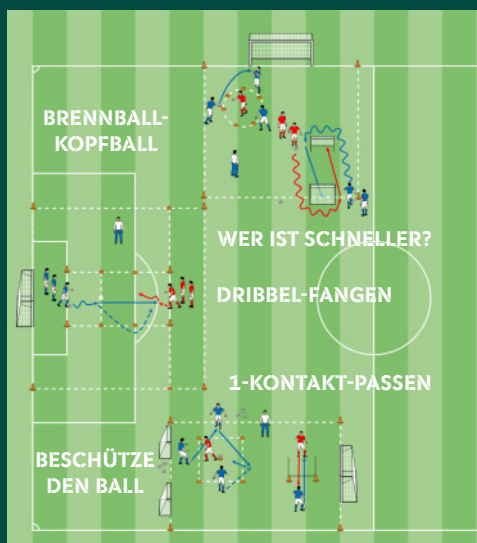 BRENNBALL-
KOPFBALL
WER IST SCHNELLER?
DRIBBEL-FANGEN
1-KONTAKT-PASSEN
BESCHÜTZE
DEN BALL